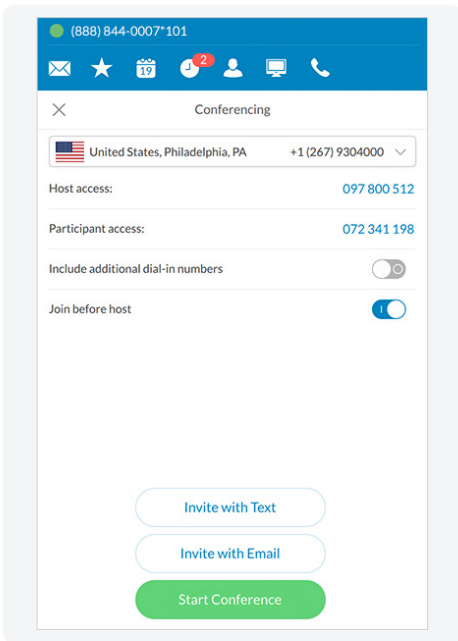 (888) 844-0007*101
19
2
Conferencing
United States, Philadelphia, PA +1 (267) 9304000
Host access: 097 800 512
Participant access: 072 341 198
Include additional dial-in numbers
Join before host
Invite with Text
Invite with Email
Start Conference